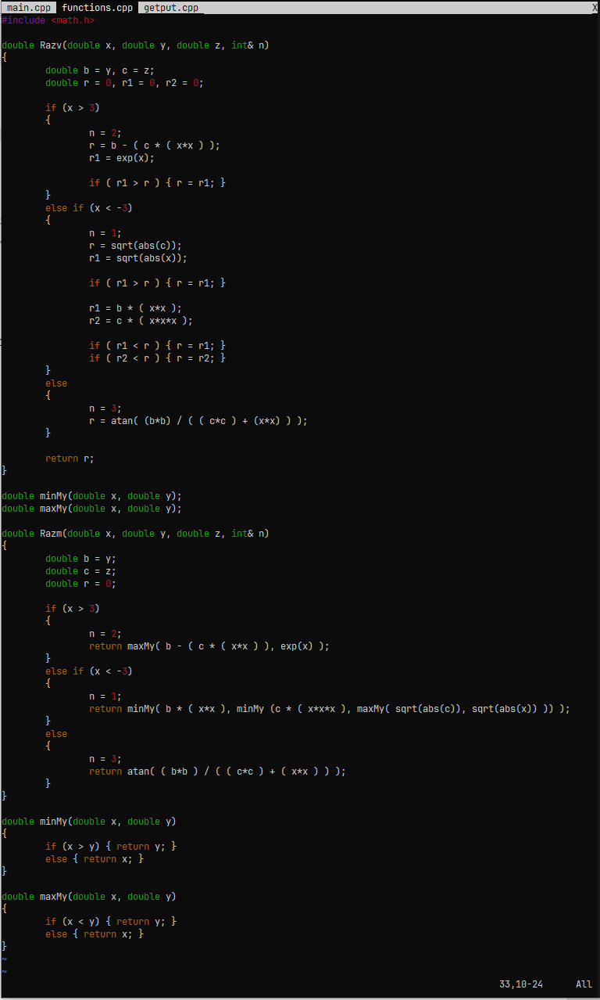 main.cpp functions.cpp getput.cpp X
#include <math.h>

double Razv(double x, double y, double z, int& n)
{
        double b = y, c = z;
        double r = 0, r1 = 0, r2 = 0;

        if (x > 3)
        {
                n = 2;
                r = b - ( c * ( x*x ) );
                r1 = exp(x);

                if ( r1 > r ) { r = r1; }
        }
        else if (x < -3)
        {
                n = 1;
                r = sqrt(abs(c));
                r1 = sqrt(abs(x));

                if ( r1 > r ) { r = r1; }

                r1 = b * ( x*x );
                r2 = c * ( x*x*x );

                if ( r1 < r ) { r = r1; }
                if ( r2 < r ) { r = r2; }
        }
        else
        {
                n = 3;
                r = atan( (b*b) / ( ( c*c ) + (x*x) ) );
        }

        return r;
}

double minMy(double x, double y);
double maxMy(double x, double y);

double Razm(double x, double y, double z, int& n)
{
        double b = y;
        double c = z;
        double r = 0;

        if (x > 3)
        {
                n = 2;
                return maxMy( b - ( c * ( x*x ) ), exp(x) );
        }
        else if (x < -3)
        {
                n = 1;
                return minMy( b * ( x*x ), minMy (c * ( x*x*x ), maxMy( sqrt(abs(c)), sqrt(abs(x)) )) );
        }
        else
        {
                n = 3;
                return atan( ( b*b ) / ( ( c*c ) + ( x*x ) ) );
        }
}

double minMy(double x, double y)
{
        if (x > y) { return y; }
        else { return x; }
}

double maxMy(double x, double y)
{
        if (x < y) { return y; }
        else { return x; }
}
~
~
33,10-24 All